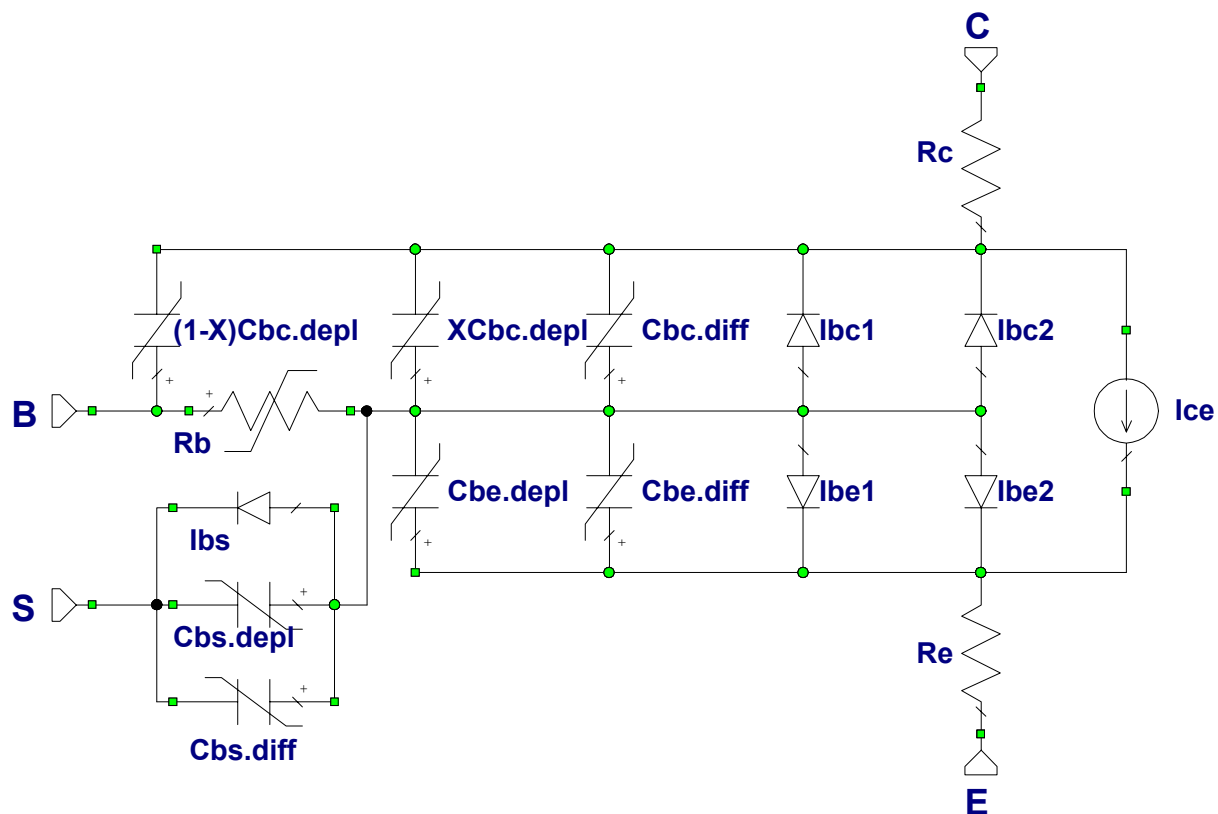 C
Rc
(1-X)Cbc.depl XCbc.depl Cbc.diff Ibc1 Ibc2
+ + +
B + Rb Ice
Cbe.depl Cbe.diff Ibe1 Ibe2
+ +
Ibs +
S +
Cbs.depl
Re
+
Cbs.diff
E